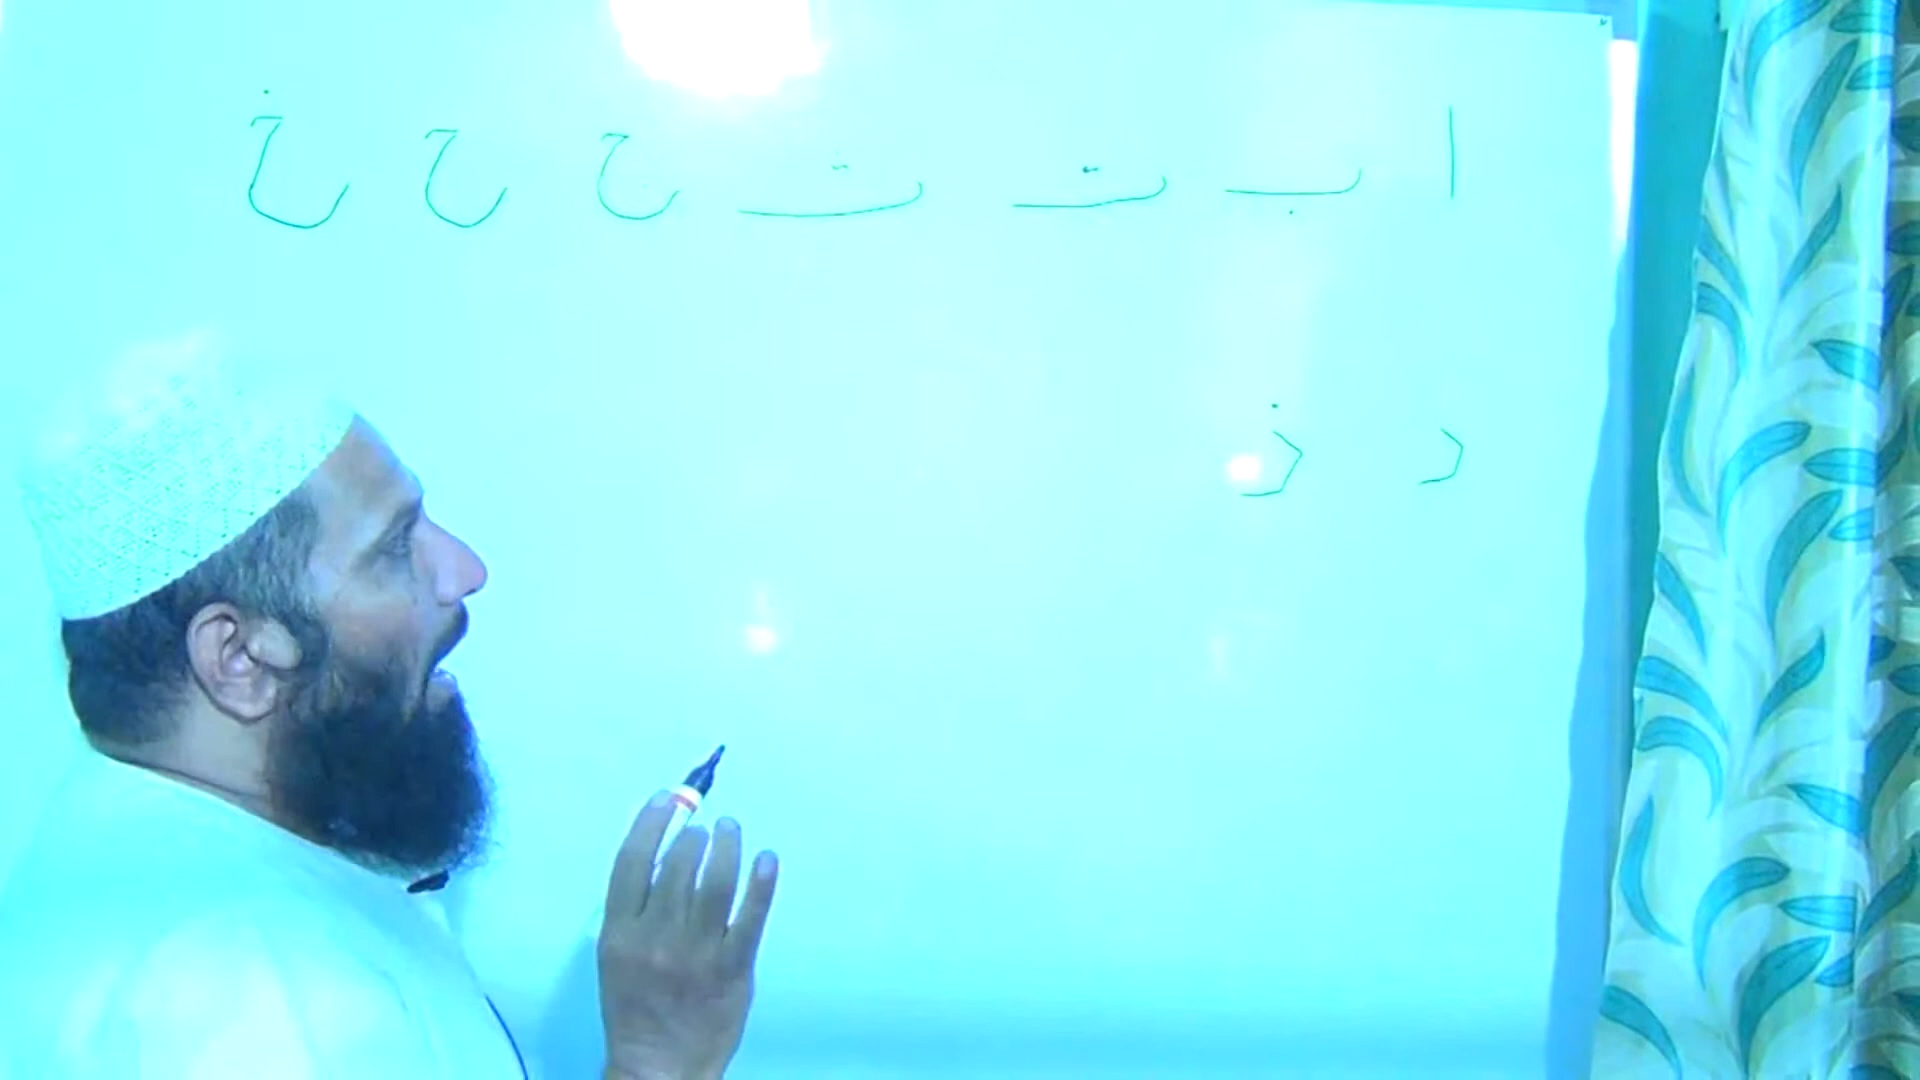 ا ب ت ث ج ح خ
د ذ